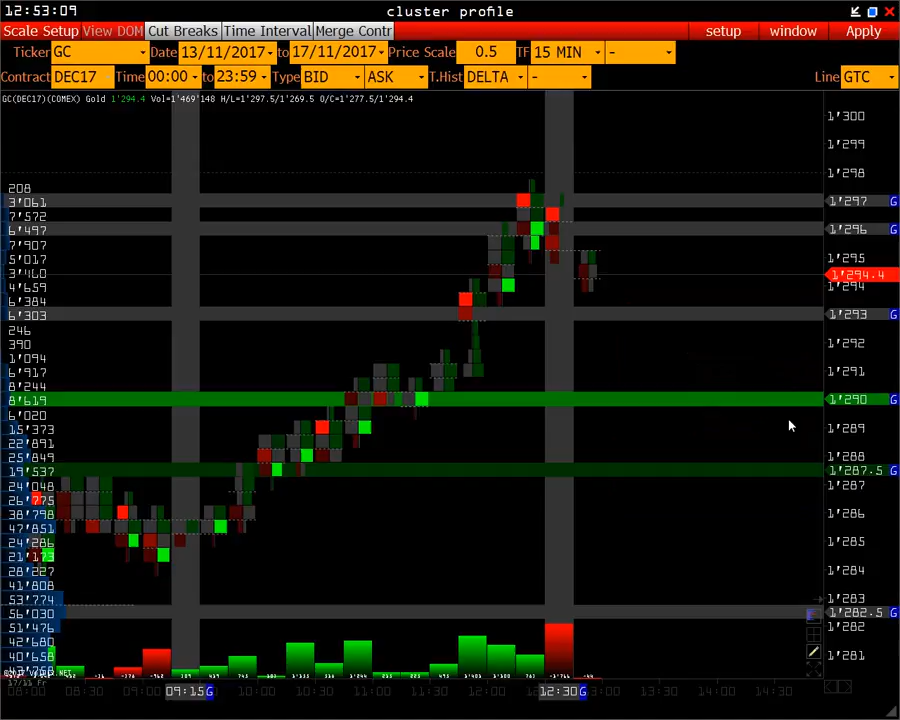 12:53:09 cluster profile
Scale Setup View DOM Cut Breaks Time Interval Merge Contr setup window Apply
Ticker GC Date 13/11/2017 to 17/11/2017 Price Scale 0.5 TF 15 MIN -
Contract DEC17 Time 00:00 to 23:59 Type BID ASK T.Hist DELTA - Line GTC
GC(DEC17)(COMEX) Gold 1'294.4 Vol=1'469'148 H/L=1'297.5/1'269.5 O/C=1'277.5/1'294.4
1'300
1'299
1'298
208
3'061 1'297 G
7'572
6'497 1'296 G
7'907
5'017 1'295
3'460 1'294.4
4'659 1'294
6'384
6'303 1'293 G
246
390 1'292
1'094
6'917 1'291
8'244
8'619 1'290 G
6'020
15'373 1'289
22'891
25'849 1'288
19'537 1'287.5 G
24'048 1'287
26'775
38'798 1'286
47'851
24'286 1'285
21'173
28'227 1'284
41'808
53'774 1'283
56'030 1'282.5 G
51'476 1'282
42'680
40'658 1'281
17/11 Fr
08:00 08:30 09:00 09:15 G 10:00 10:30 11:00 11:30 12:00 12:30 G 13:00 13:30 14:00 14:30